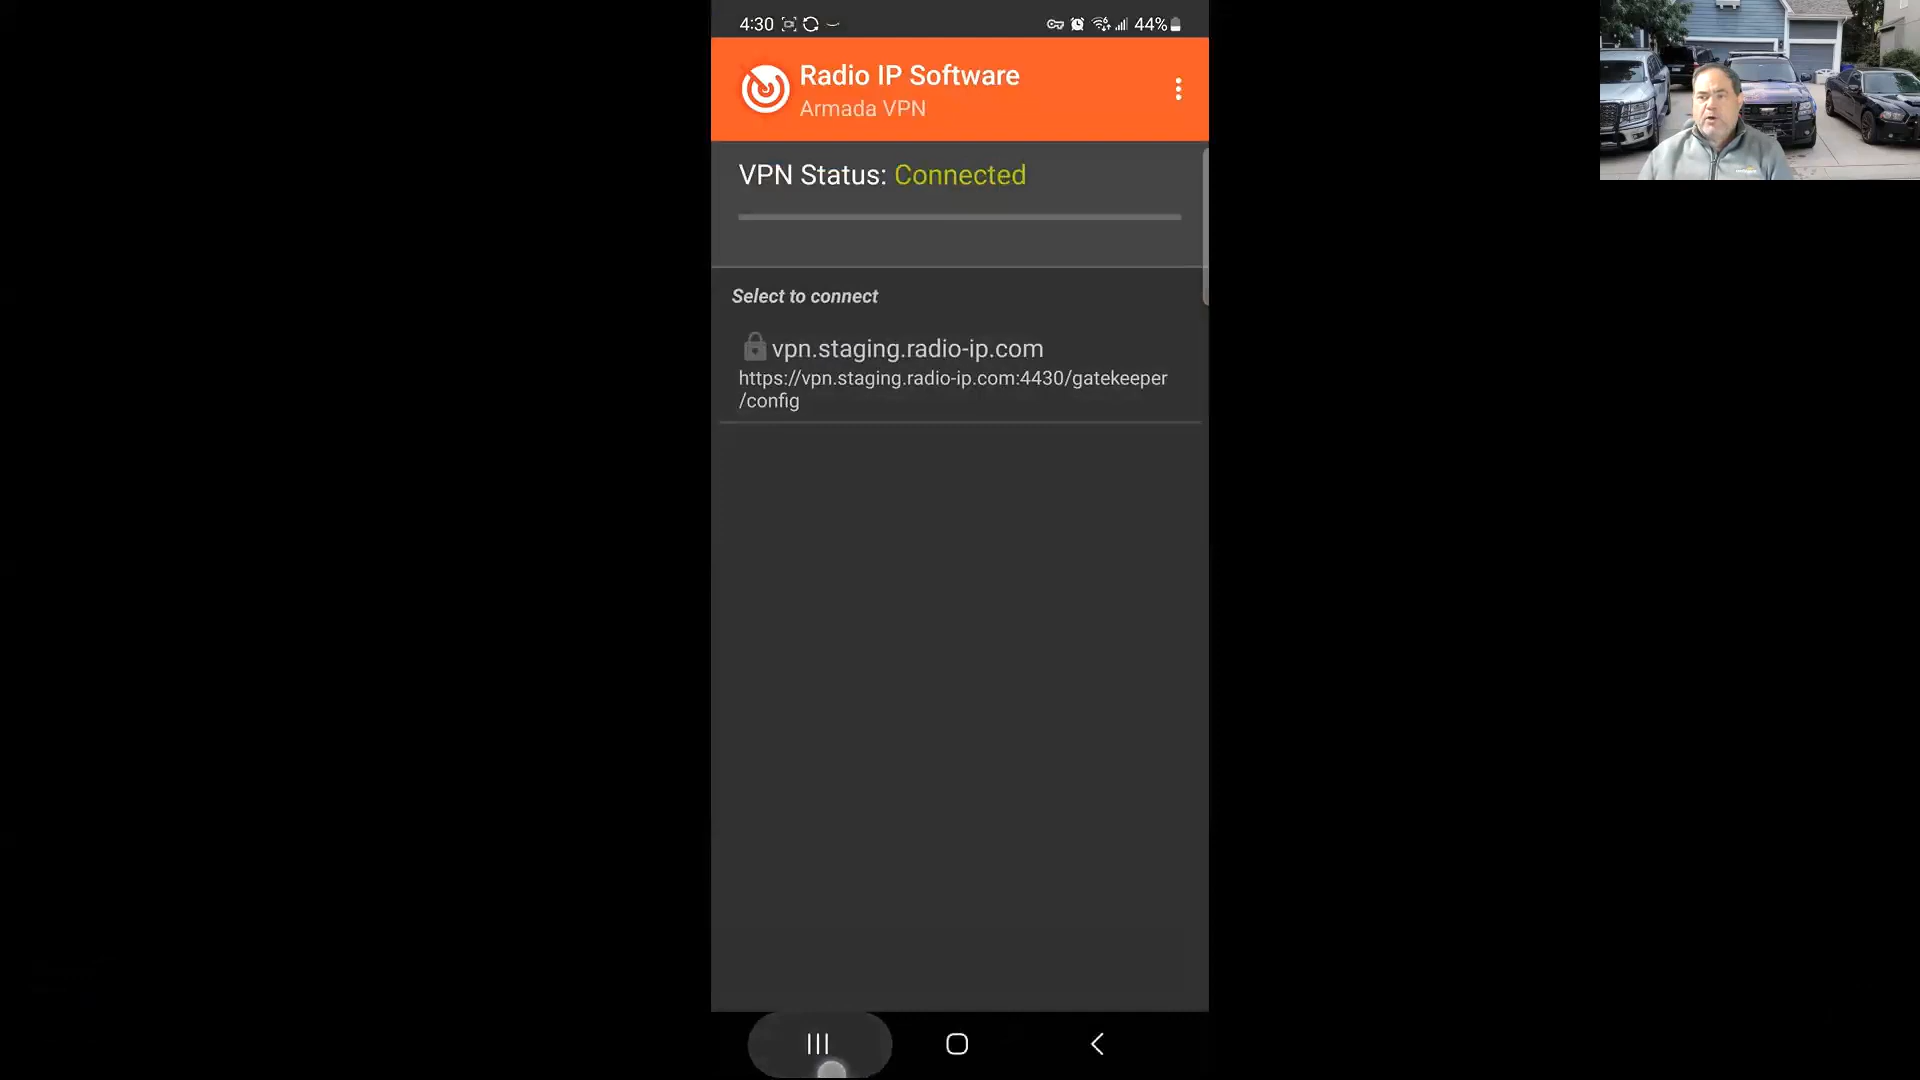 4:30
44%
Radio IP Software
Armada VPN
VPN Status: Connected
Select to connect
vpn.staging.radio-ip.com
https://vpn.staging.radio-ip.com:4430/gatekeeper
/config